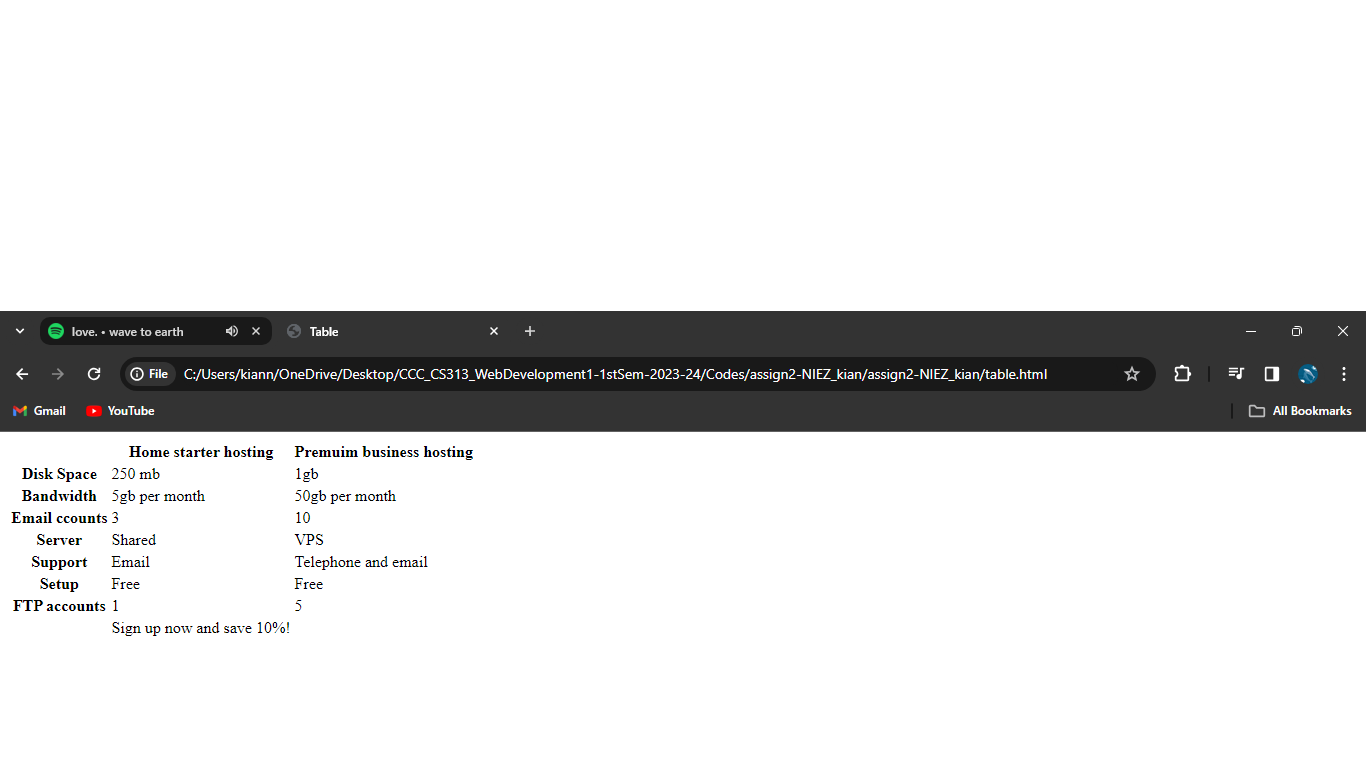 love. • wave to earth
Table
File C:/Users/kiann/OneDrive/Desktop/CCC_CS313_WebDevelopment1-1stSem-2023-24/Codes/assign2-NIEZ_kian/assign2-NIEZ_kian/table.html
Gmail YouTube All Bookmarks
Home starter hosting Premuim business hosting
Disk Space 250 mb 1gb
Bandwidth 5gb per month 50gb per month
Email ccounts 3 10
Server Shared VPS
Support Email Telephone and email
Setup Free Free
FTP accounts 1 5
Sign up now and save 10%!